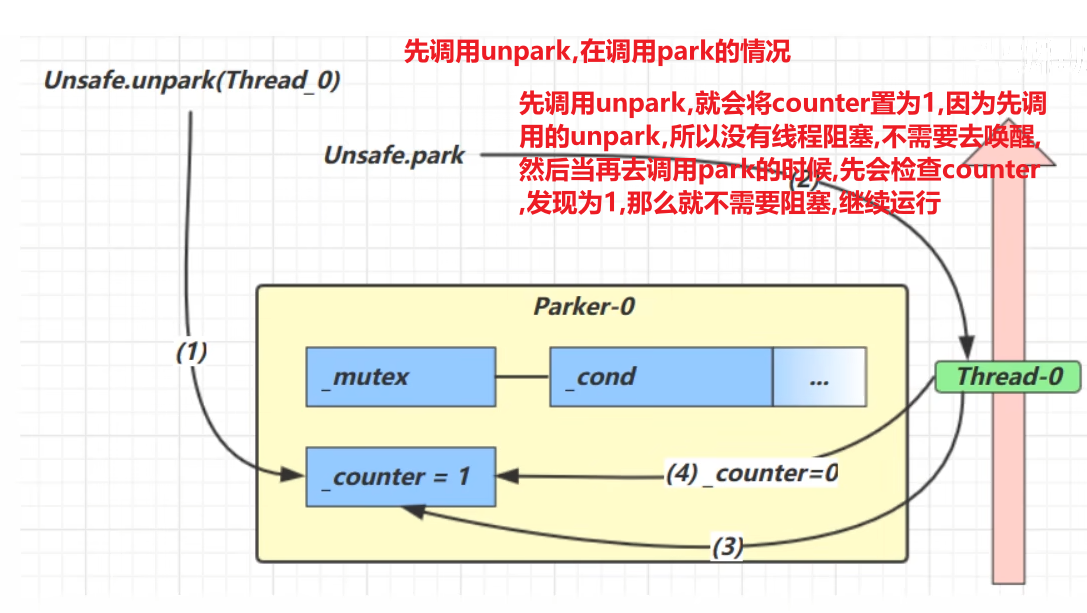 先调用unpark,在调用park的情况
Unsafe.unpark(Thread_0)
先调用unpark,就会将counter置为1,因为先调
用的unpark,所以没有线程阻塞,不需要去唤醒,
然后当再去调用park的时候,先会检查counter
,发现为1,那么就不需要阻塞,继续运行
Unsafe.park
(2)
Parker-0
(1)
_mutex
_cond
...
Thread-0
_counter = 1
(4) _counter=0
(3)